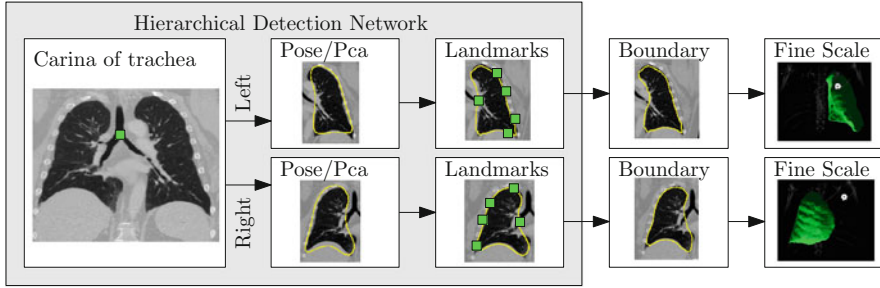 Hierarchical Detection Network
Carina of trachea
Left
Pose/Pca
Landmarks
Boundary
Fine Scale
Right
Pose/Pca
Landmarks
Boundary
Fine Scale